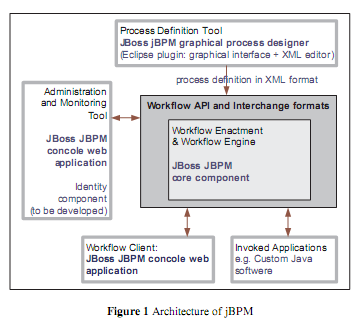 Process Definition Tool
JBoss jBPM graphical process designer
(Eclipse plugin: graphical interface + XML editor)
process definition in XML format
Administration
and Monitoring
Tool
JBoss JBPM
concole web
application
Identity
component
(to be developed)
Workflow API and Interchange formats
Workflow Enactment
& Workflow Engine
JBoss JBPM
core component
Workflow Client:
JBoss JBPM concole web
application
Invoked Applications
e.g. Custom Java
software
Figure 1 Architecture of jBPM